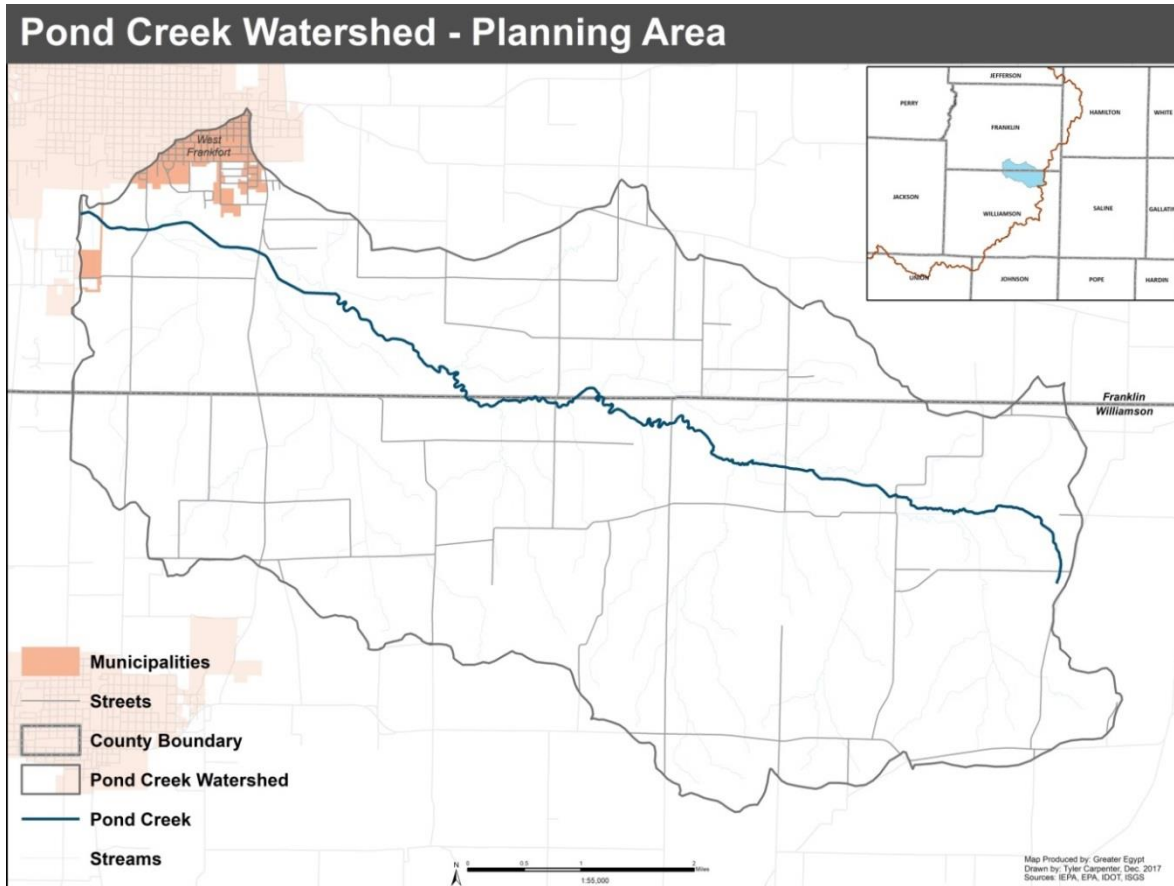 Pond Creek Watershed - Planning Area
JEFFERSON
PERRY
HAMILTON
WHITE
FRANKLIN
JACKSON
WILLIAMSON
SALINE
GALLATIN
UNION
JOHNSON
POPE
HARDIN
West
Frankfort
Franklin
Williamson
Municipalities
Streets
County Boundary
Pond Creek Watershed
Pond Creek
Streams
N
0 0.5 1 2
Miles
1:55,000
Map Produced by: Greater Egypt
Drawn by: Tyler Carpenter, Dec. 2017
Sources: IEPA, EPA, IDOT, ISGS